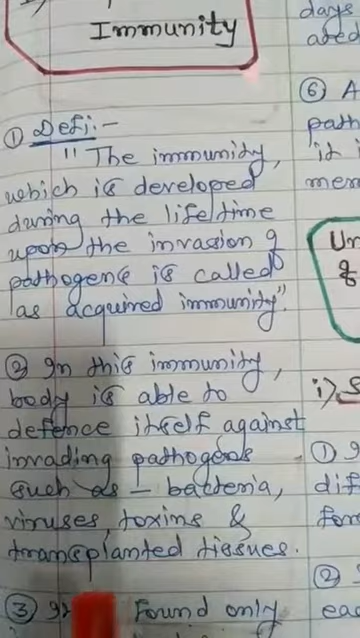 Immunity
① Defi:-
"The immunity,
which is developed
during the lifetime
upon the invasion of
pathogens is called
as acquired immunity".
② In this immunity,
body is able to
defence itself against
invading pathogens
such as - bacteria,
viruses, toxins &
transplanted tissues.
③ found only
days
⑥ A
path
it i
mem
Un
i)
① 
dif
for
②
eac